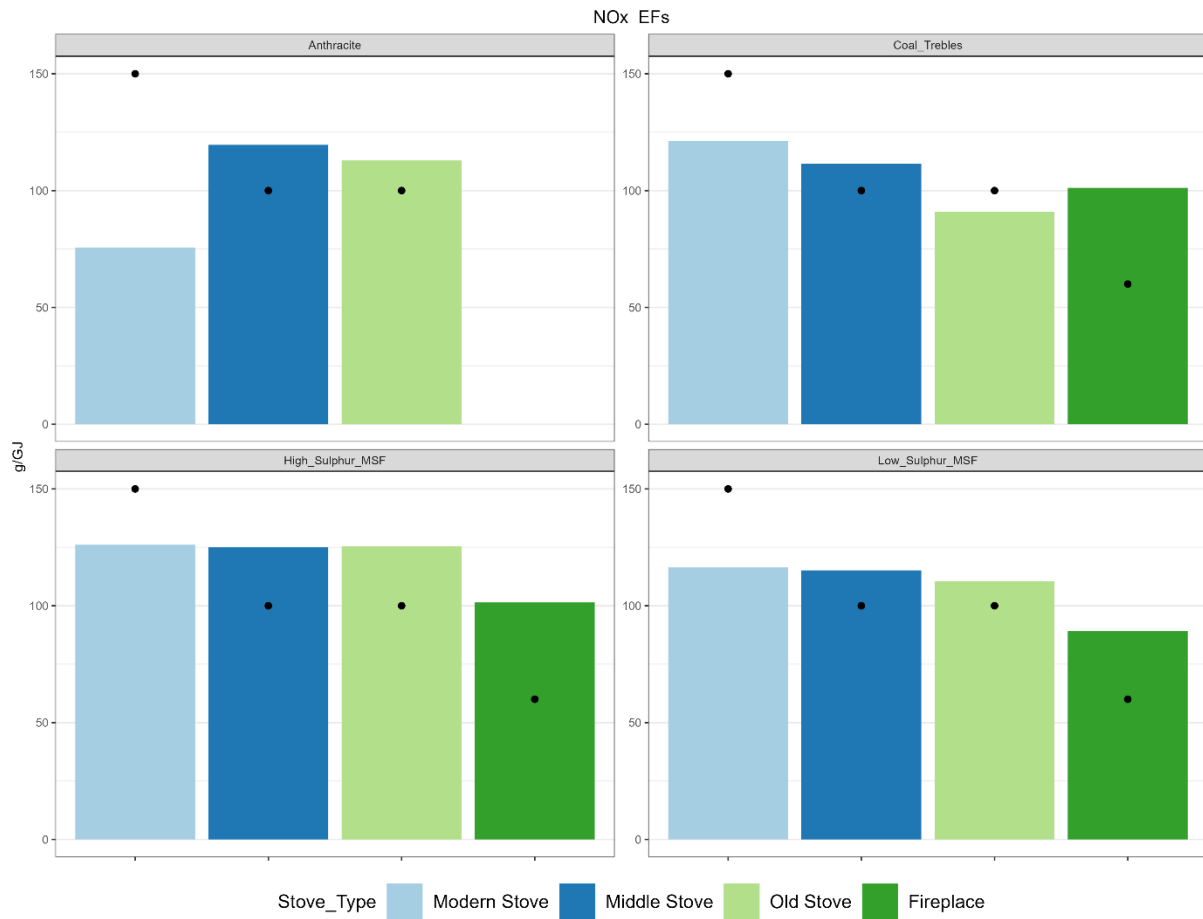 NOx EFs
Anthracite
Coal_Trebles
150
100
50
0
150
100
50
0
g/GJ
High_Sulphur_MSF
Low_Sulphur_MSF
150
100
50
0
150
100
50
0
Stove_Type Modern Stove Middle Stove Old Stove Fireplace